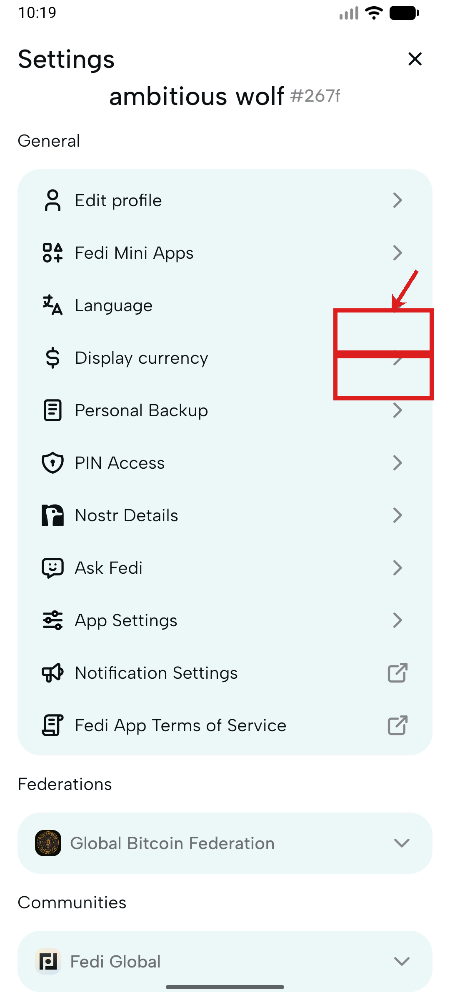 10:19
Settings
ambitious wolf #267f
General
Edit profile
Fedi Mini Apps
Language
Display currency
Personal Backup
PIN Access
Nostr Details
Ask Fedi
App Settings
Notification Settings
Fedi App Terms of Service
Federations
Global Bitcoin Federation
Communities
Fedi Global